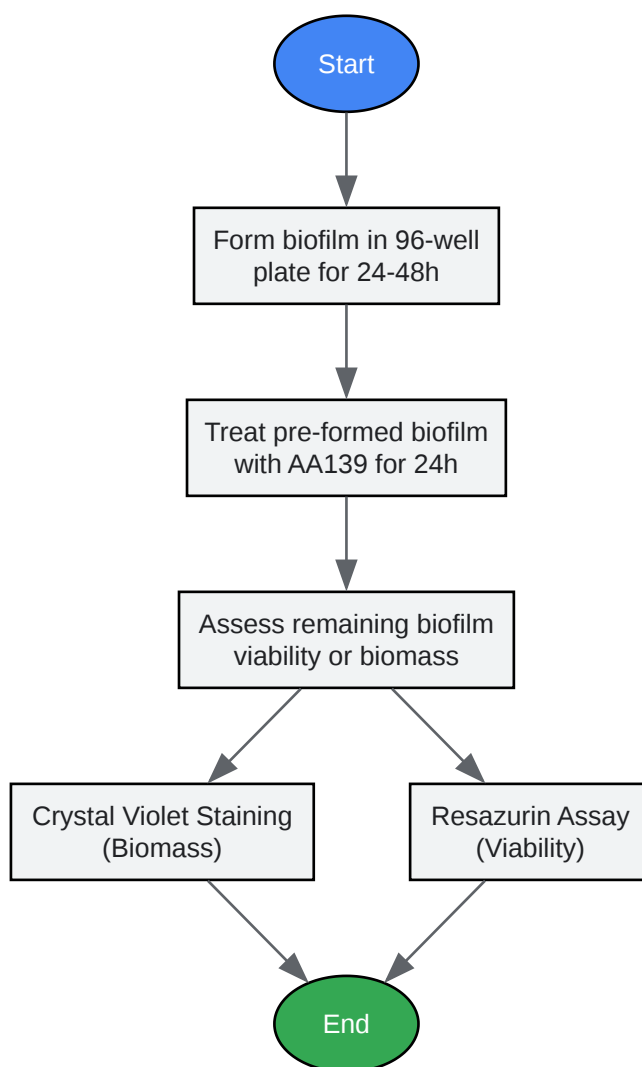 Start
Form biofilm in 96-well
plate for 24-48h
Treat pre-formed biofilm
with AA139 for 24h
Assess remaining biofilm
viability or biomass
Crystal Violet Staining
(Biomass)
Resazurin Assay
(Viability)
End